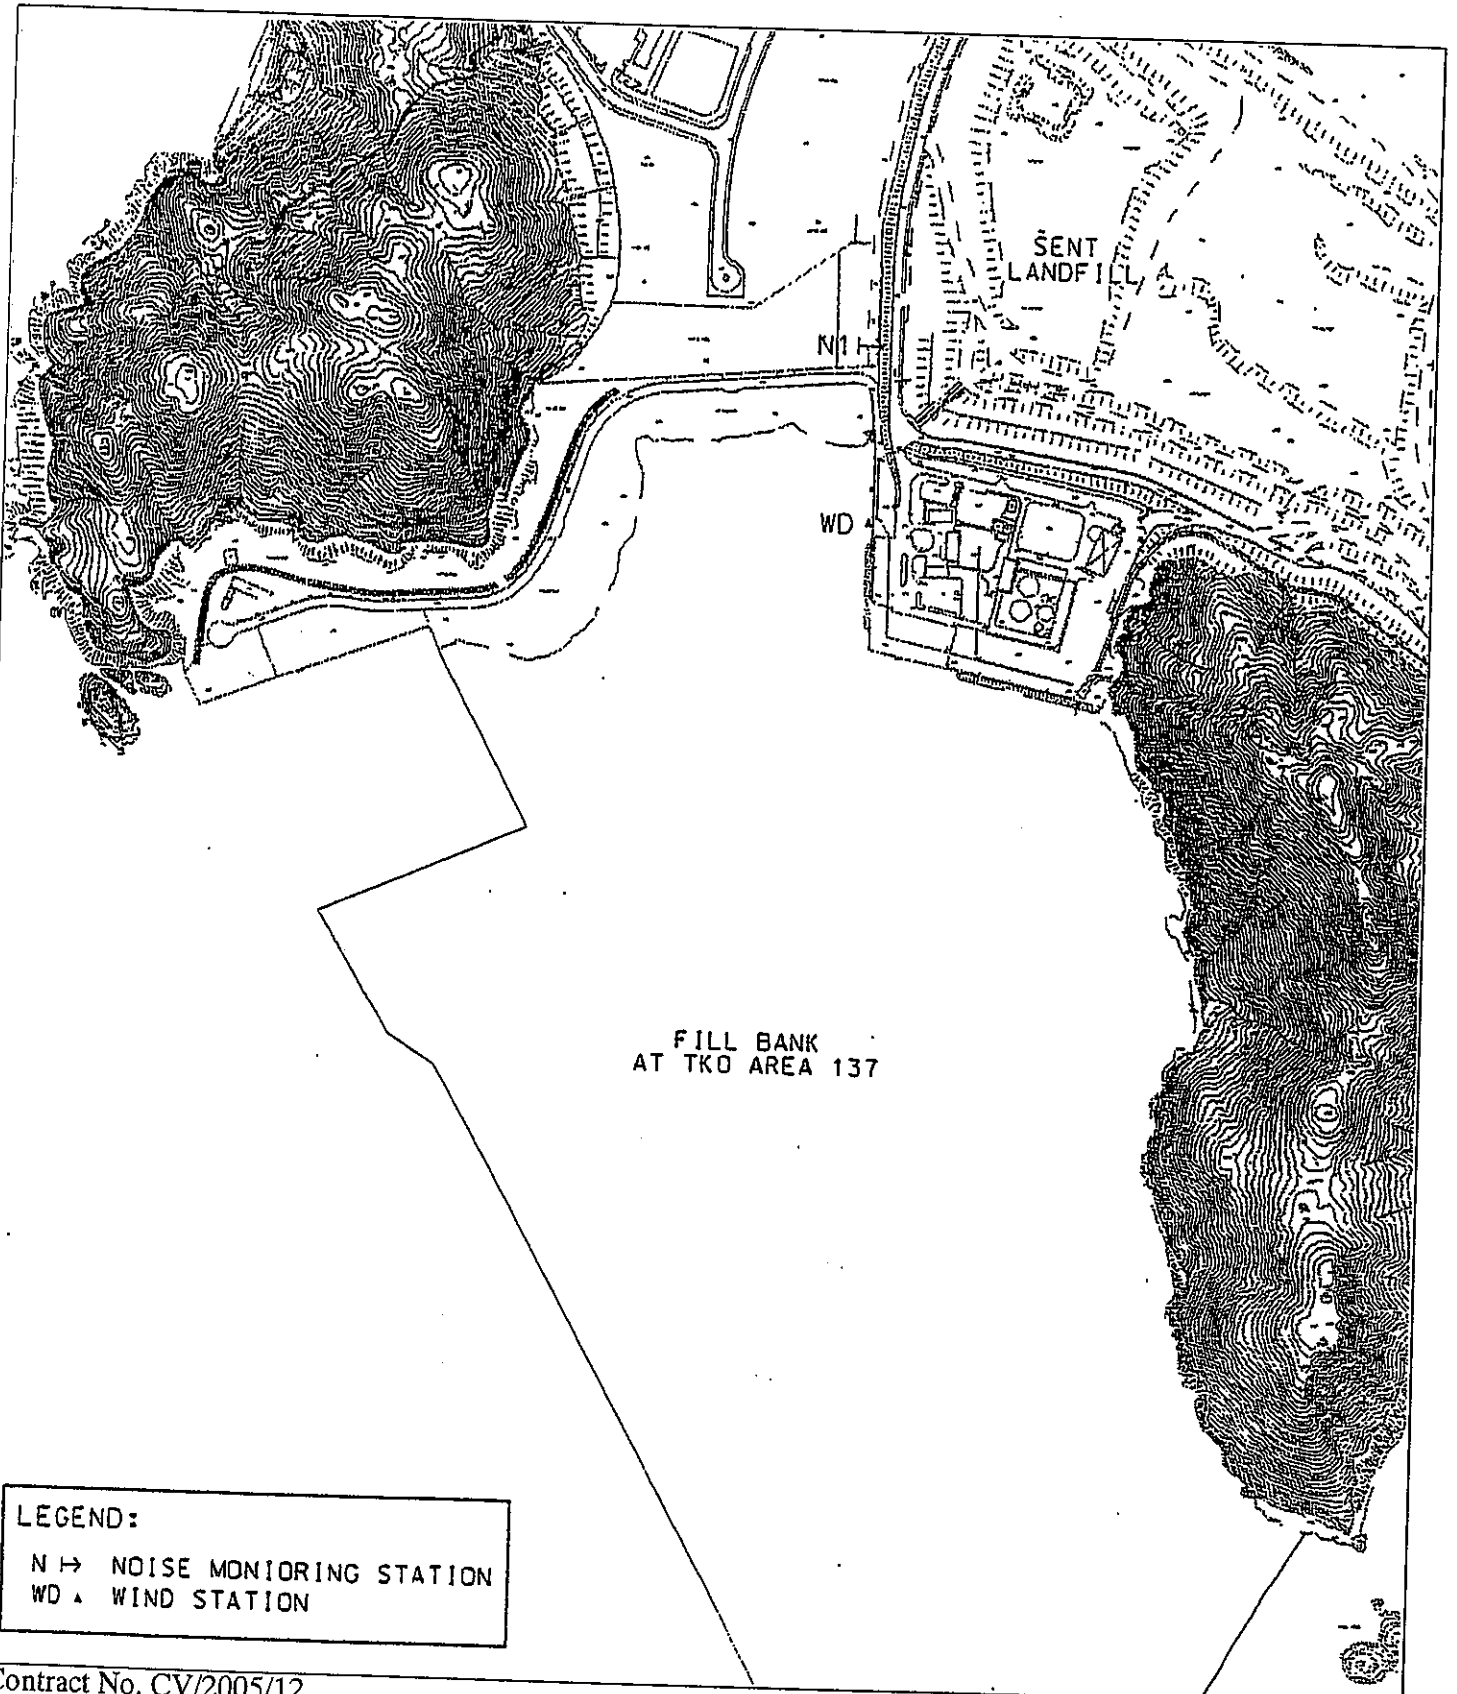 SENT
LANDFILL
N1
WD
FILL BANK
AT TKO AREA 137
LEGEND:
N NOISE MONIORING STATION
WD ▲ WIND STATION
Contract No. CV/2005/12